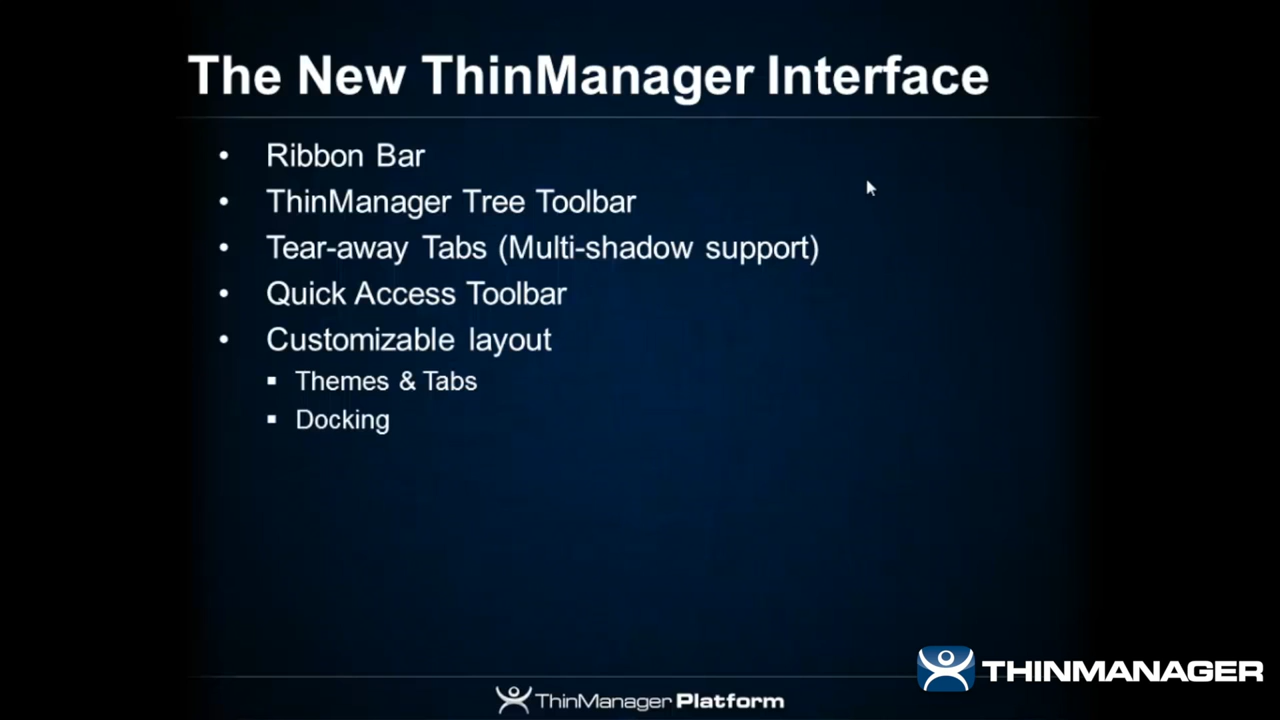 The New ThinManager Interface
• Ribbon Bar
• ThinManager Tree Toolbar
• Tear-away Tabs (Multi-shadow support)
• Quick Access Toolbar
• Customizable layout
▪ Themes & Tabs
▪ Docking
THINMANAGER
ThinManager Platform